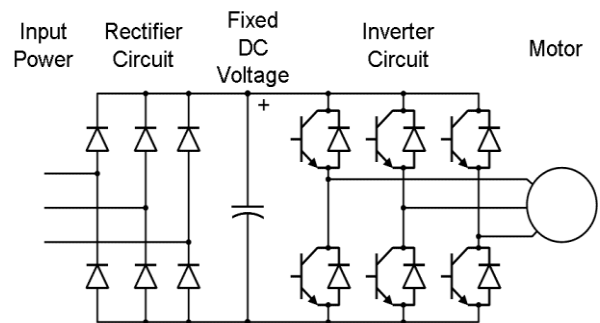 Input
Power
Rectifier
Circuit
Fixed
DC
Voltage
+
Inverter
Circuit
Motor